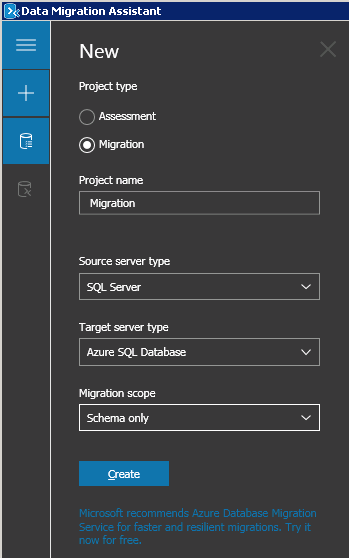 Data Migration Assistant
New
Project type
Assessment
Migration
Project name
Migration
Source server type
SQL Server
Target server type
Azure SQL Database
Migration scope
Schema only
Create
Microsoft recommends Azure Database Migration
Service for faster and resilient migrations. Try it
now for free.